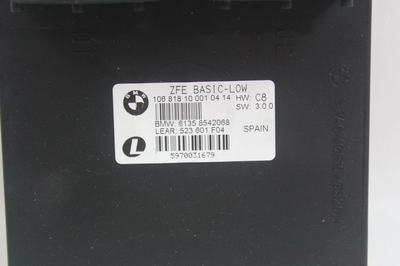 ZFE BASIC-LOW
106 818 10 001 04 14 HW: C8
SW: 3.0.0
BMW: 6135 8542068
LEAR: 523 601 F04 SPAIN
L
5970031679